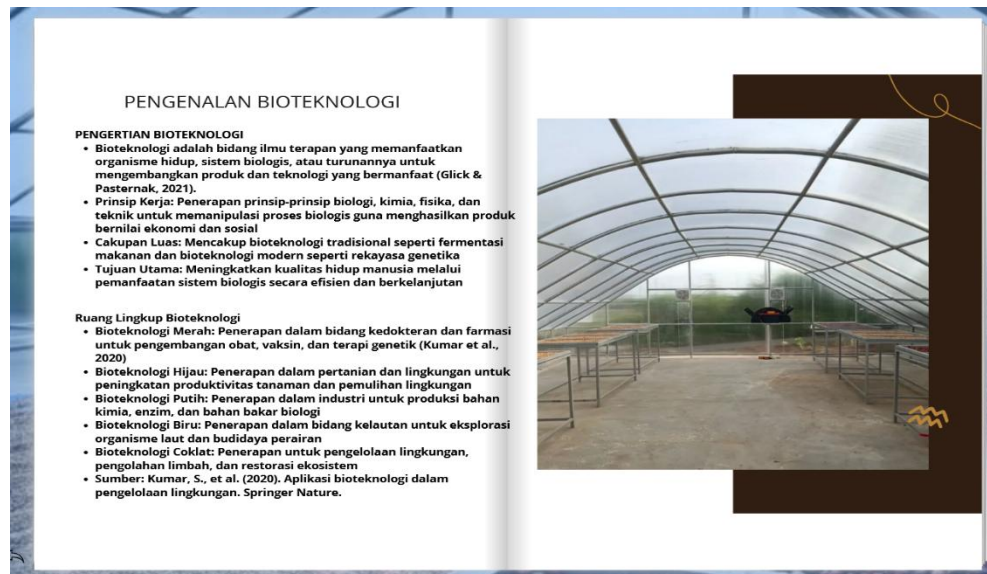 PENGENALAN BIOTEKNOLOGI
PENGERTIAN BIOTEKNOLOGI
• Bioteknologi adalah bidang ilmu terapan yang memanfaatkan
organisme hidup, sistem biologis, atau turunannya untuk
mengembangkan produk dan teknologi yang bermanfaat (Glick &
Pasternak, 2021).
• Prinsip Kerja: Penerapan prinsip-prinsip biologi, kimia, fisika, dan
teknik untuk memanipulasi proses biologis guna menghasilkan produk
bernilai ekonomi dan sosial
• Cakupan Luas: Mencakup bioteknologi tradisional seperti fermentasi
makanan dan bioteknologi modern seperti rekayasa genetika
• Tujuan Utama: Meningkatkan kualitas hidup manusia melalui
pemanfaatan sistem biologis secara efisien dan berkelanjutan
Ruang Lingkup Bioteknologi
• Bioteknologi Merah: Penerapan dalam bidang kedokteran dan farmasi
untuk pengembangan obat, vaksin, dan terapi genetik (Kumar et al.,
2020)
• Bioteknologi Hijau: Penerapan dalam pertanian dan lingkungan untuk
peningkatan produktivitas tanaman dan pemulihan lingkungan
• Bioteknologi Putih: Penerapan dalam industri untuk produksi bahan
kimia, enzim, dan bahan bakar biologi
• Bioteknologi Biru: Penerapan dalam bidang kelautan untuk eksplorasi
organisme laut dan budidaya perairan
• Bioteknologi Coklat: Penerapan untuk pengelolaan lingkungan,
pengolahan limbah, dan restorasi ekosistem
• Sumber: Kumar, S., et al. (2020). Aplikasi bioteknologi dalam
pengelolaan lingkungan. Springer Nature.